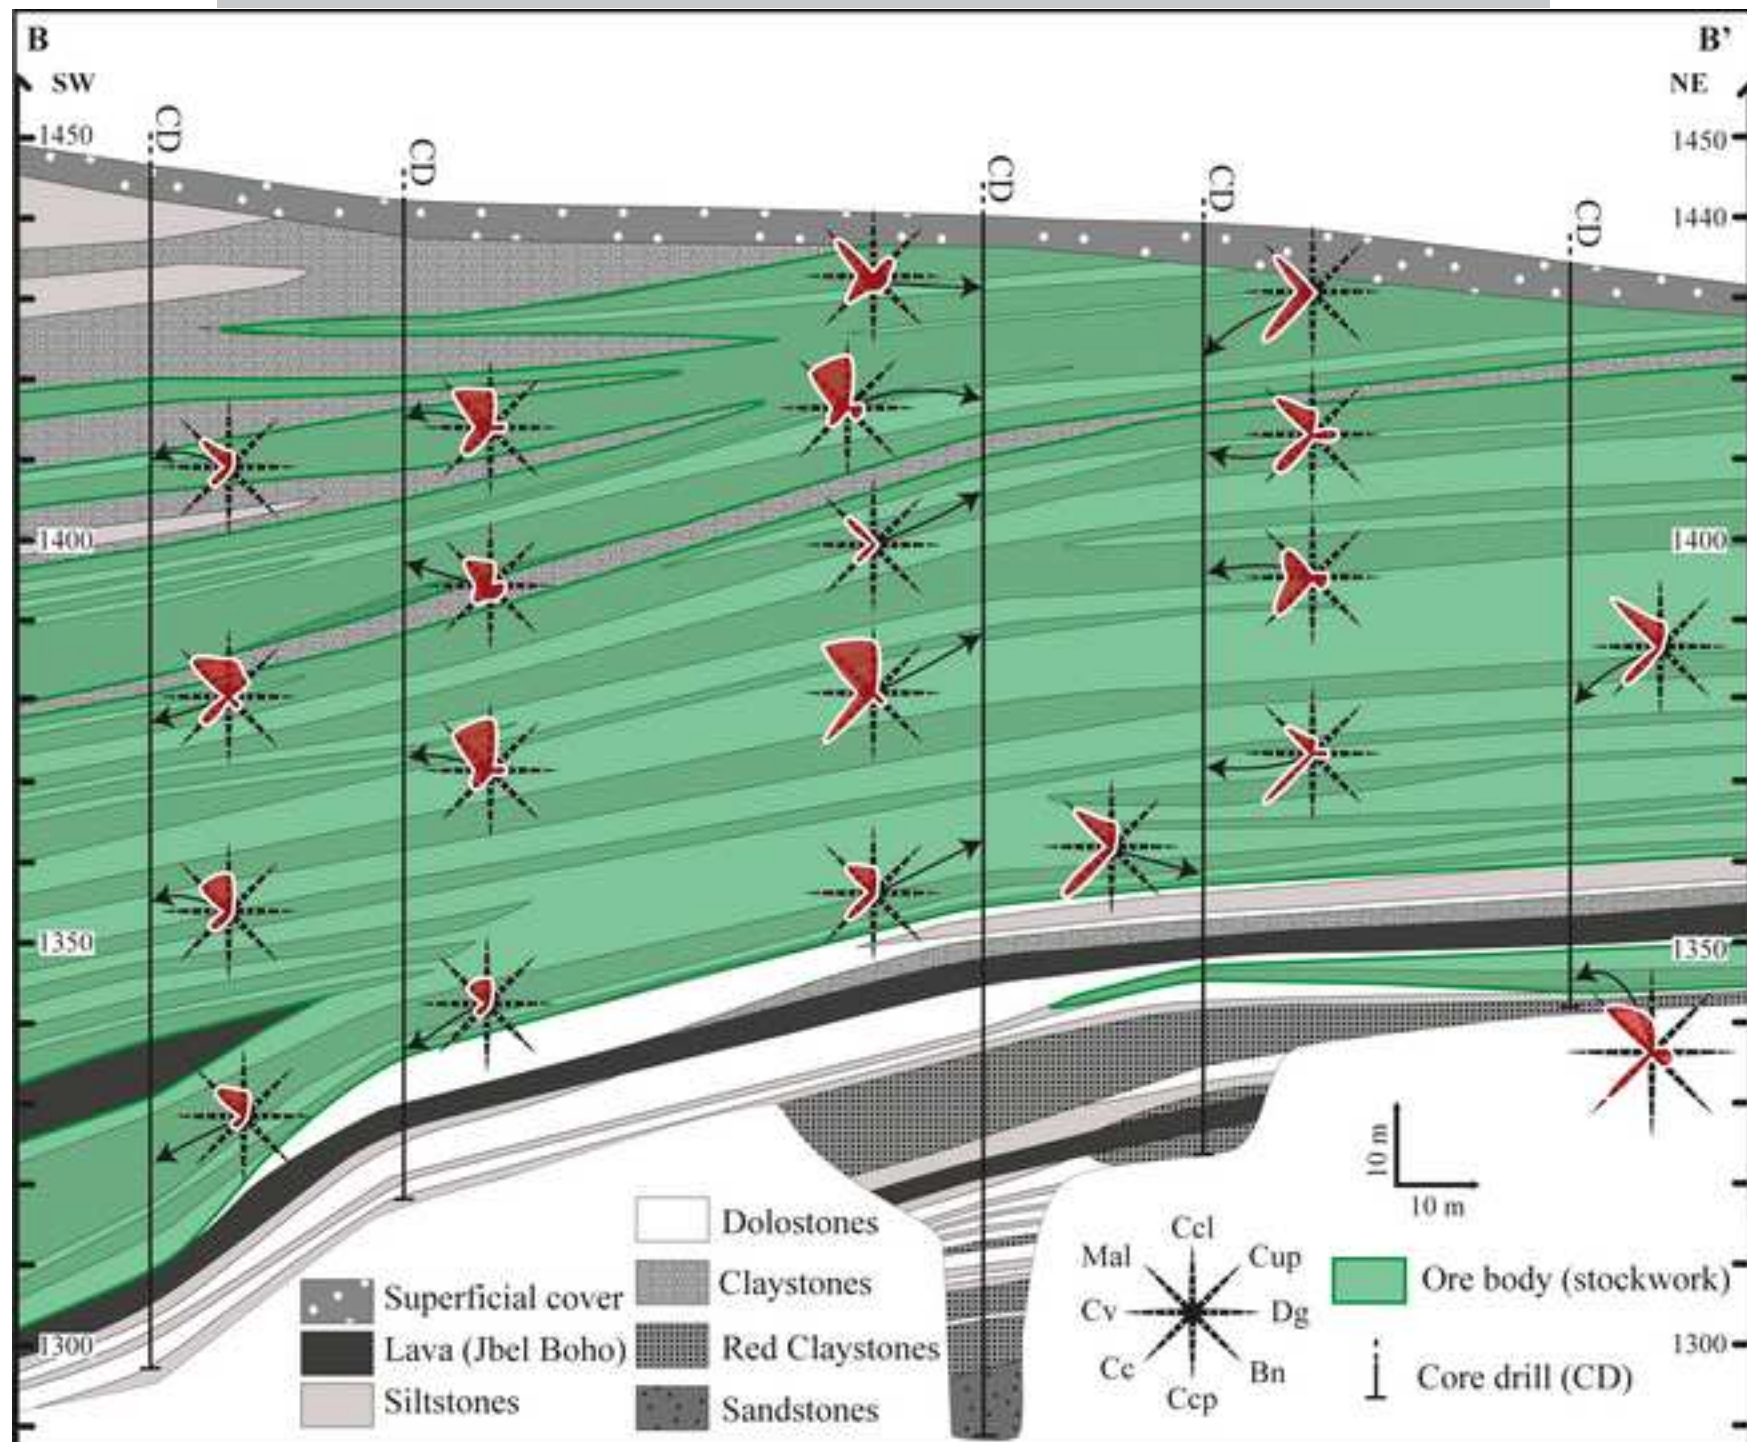 B
B'
SW
NE
CD
CD
CD
CD
CD
1450
1450
1440
1400
1400
1350
1350
1300
1300
10 m
10 m
Dolostones
Claystones
Red Claystones
Sandstones
Superficial cover
Lava (Jbel Boho)
Siltstones
Ccl
Mal
Cup
Cv
Dg
Cc
Bn
Ccp
Ore body (stockwork)
Core drill (CD)